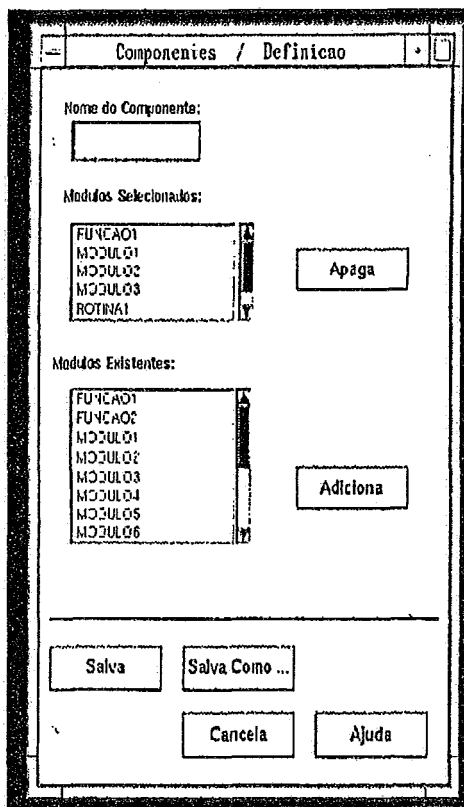 Componentes / Definicao
Nome do Componente:
Modulos Selecionados:
FUNCAO1
MODULO1
MODULO2
MODULO3
ROTINA1
Apaga
Modulos Existentes:
FUNCAO1
FUNCAO2
MODULO1
MODULO2
MODULO3
MODULO4
MODULO5
MODULO6
Adiciona
Salva
Salva Como ...
Cancela
Ajuda